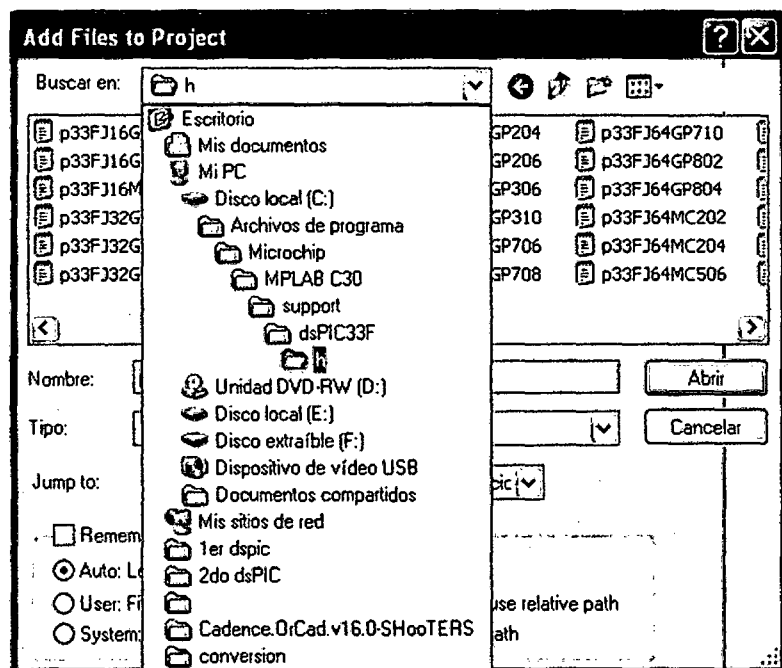 Add Files to Project
Buscar en: h
Escritorio
Mis documentos
Mi PC
Disco local (C:)
Archivos de programa
Microchip
MPLAB C30
support
dsPIC33F
h
Unidad DVD-RW (D:)
Disco local (E:)
Disco extraíble (F:)
Dispositivo de vídeo USB
Documentos compartidos
Mis sitios de red
1er dspic
2do dsPIC
Cadence.OrCad.v16.0-SHooTERS
conversion
p33FJ16G
p33FJ16G
p33FJ16M
p33FJ32G
p33FJ32G
p33FJ32G
GP204
GP206
GP306
GP310
GP706
GP708
p33FJ64GP710
p33FJ64GP802
p33FJ64GP804
p33FJ64MC202
p33FJ64MC204
p33FJ64MC506
Nombre:
Abrir
Tipo:
Cancelar
Jump to:
pic
Remem
Auto: L
User: Fi
use relative path
System:
ath